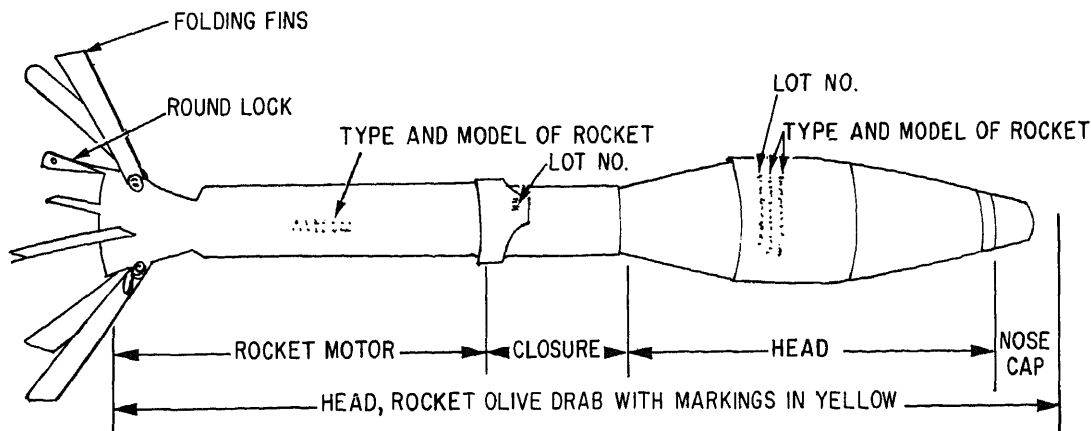 FOLDING FINS
ROUND LOCK
TYPE AND MODEL OF ROCKET
LOT NO.
LOT NO.
TYPE AND MODEL OF ROCKET
ROCKET MOTOR
CLOSURE
HEAD
NOSE
CAP
HEAD, ROCKET OLIVE DRAB WITH MARKINGS IN YELLOW